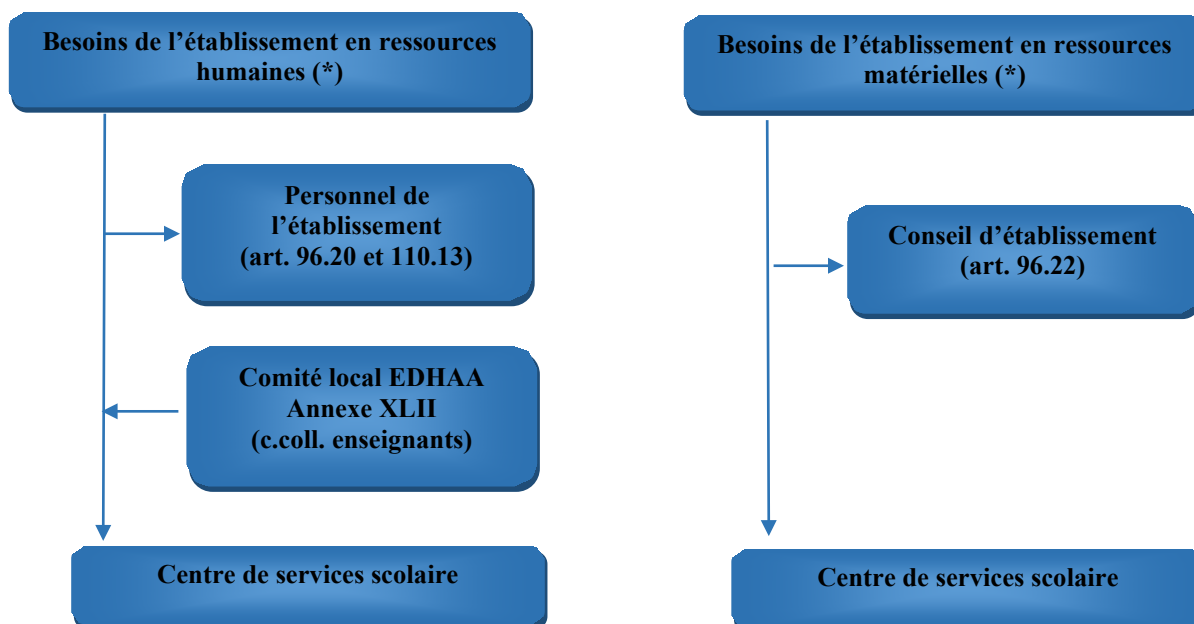 Besoins de l'établissement en ressources
humaines (*)
Personnel de
l'établissement
(art. 96.20 et 110.13)
Comité local EDHAA
Annexe XLII
(c.coll. enseignants)
Centre de services scolaire
Besoins de l'établissement en ressources
matérielles (*)
Conseil d'établissement
(art. 96.22)
Centre de services scolaire